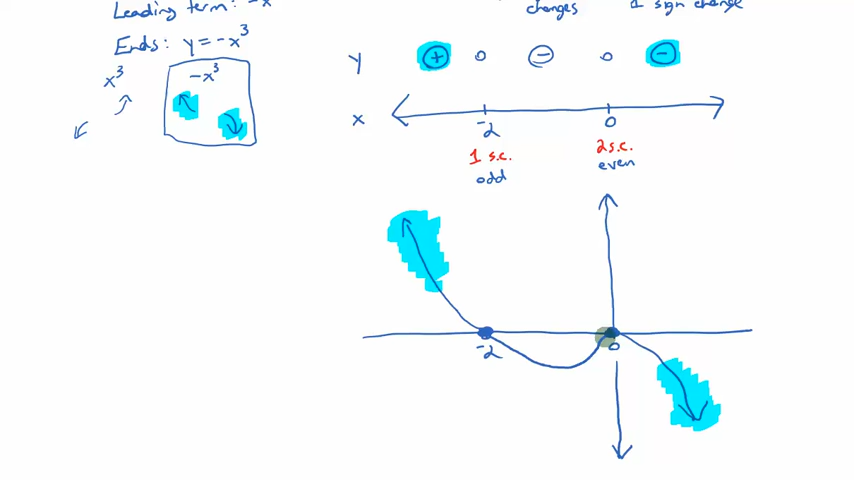 Leading term: -x
changes
1 sign change
Ends: y = -x³
x³
-x³
y + 0 - 0 -
x
-2 0
1 s.c. 2 s.c.
odd even
-2 0